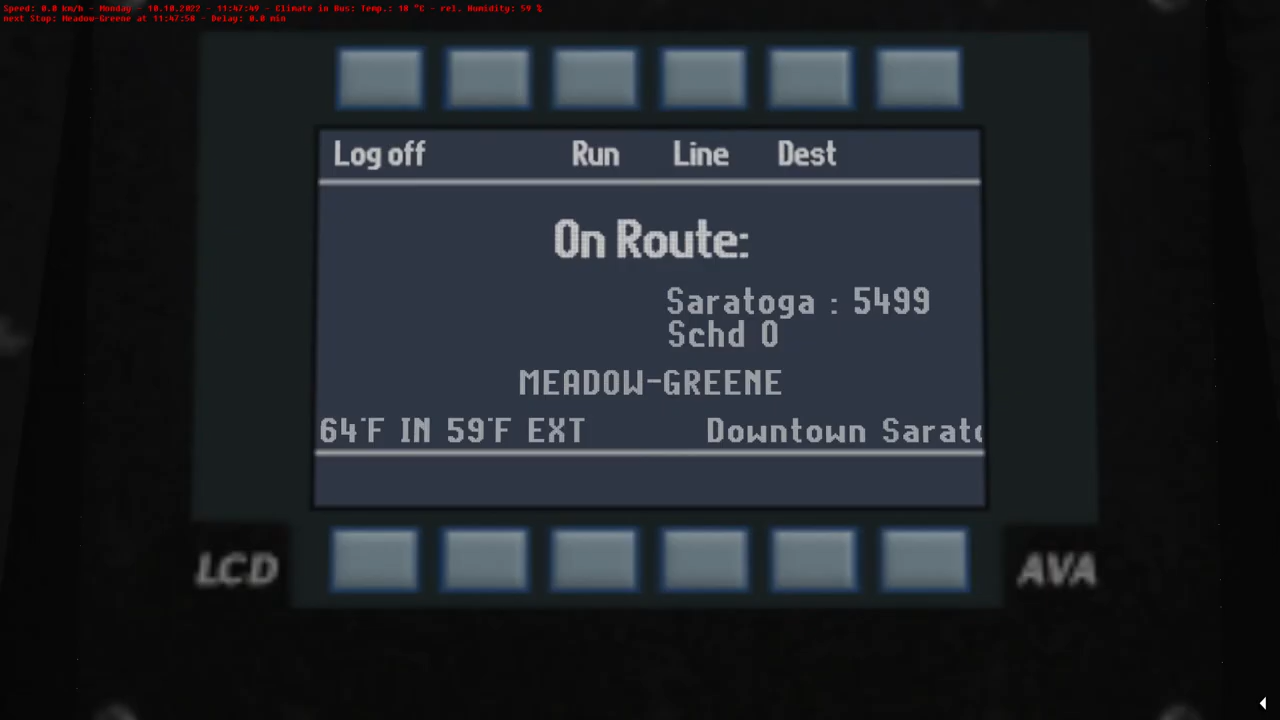 Speed: 0.0 km/h - Monday - 10.10.2022 - 11:47:49 - Climate in Bus: Temp.: 18 °C - rel. Humidity: 59 %
next Stop: Meadow-Greene at 11:47:58 - Delay: 0.0 min
Log off Run Line Dest
On Route:
Saratoga : 5499
Schd 0
MEADOW-GREENE
64°F IN 59°F EXT Downtown Sarato
LCD AVA